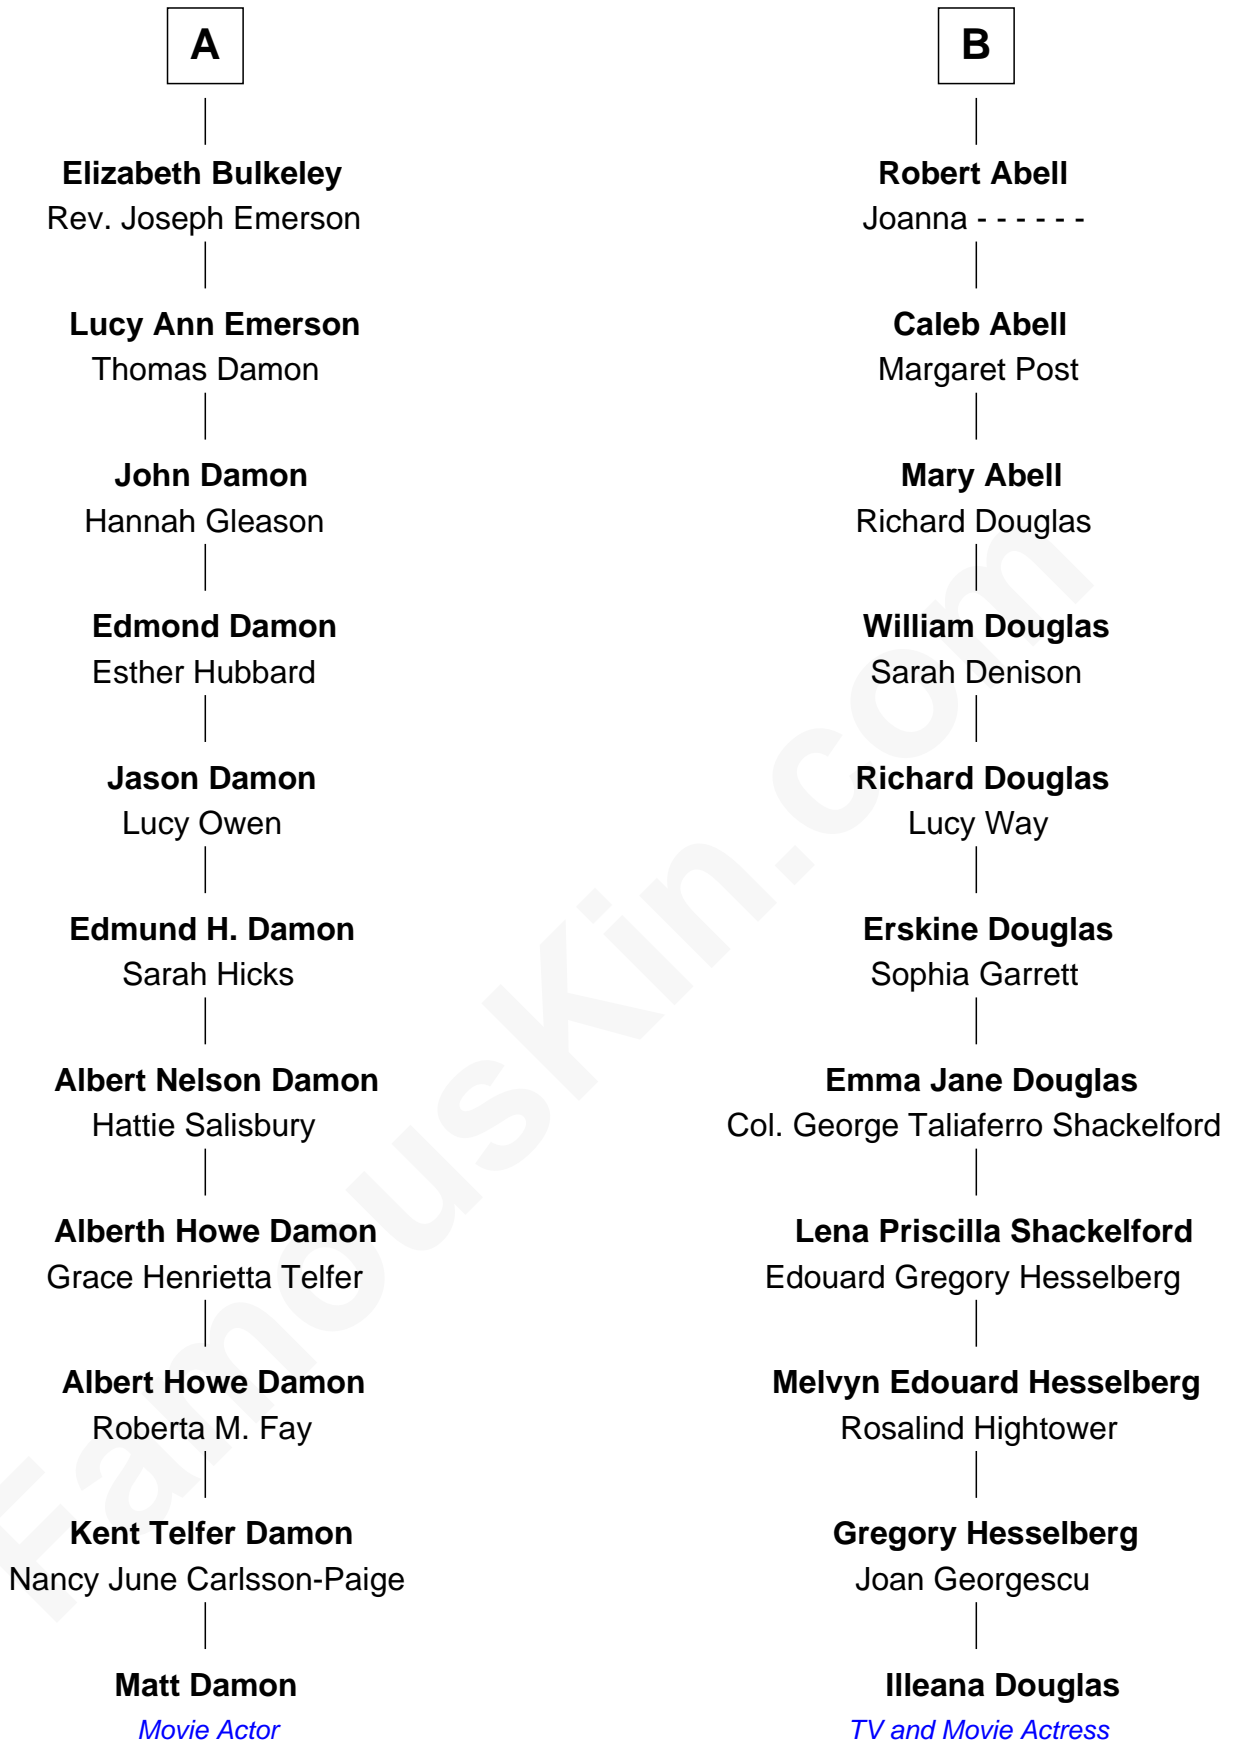 A
Elizabeth Bulkeley
Rev. Joseph Emerson
Lucy Ann Emerson
Thomas Damon
John Damon
Hannah Gleason
Edmond Damon
Esther Hubbard
Jason Damon
Lucy Owen
Edmund H. Damon
Sarah Hicks
Albert Nelson Damon
Hattie Salisbury
Alberth Howe Damon
Grace Henrietta Telfer
Albert Howe Damon
Roberta M. Fay
Kent Telfer Damon
Nancy June Carlsson-Paige
Matt Damon
Movie Actor
B
Robert Abell
Joanna - - - - - -
Caleb Abell
Margaret Post
Mary Abell
Richard Douglas
William Douglas
Sarah Denison
Richard Douglas
Lucy Way
Erskine Douglas
Sophia Garrett
Emma Jane Douglas
Col. George Taliaferro Shackelford
Lena Priscilla Shackelford
Edouard Gregory Hesselberg
Melvyn Edouard Hesselberg
Rosalind Hightower
Gregory Hesselberg
Joan Georgescu
Illeana Douglas
TV and Movie Actress
FamousKin.com